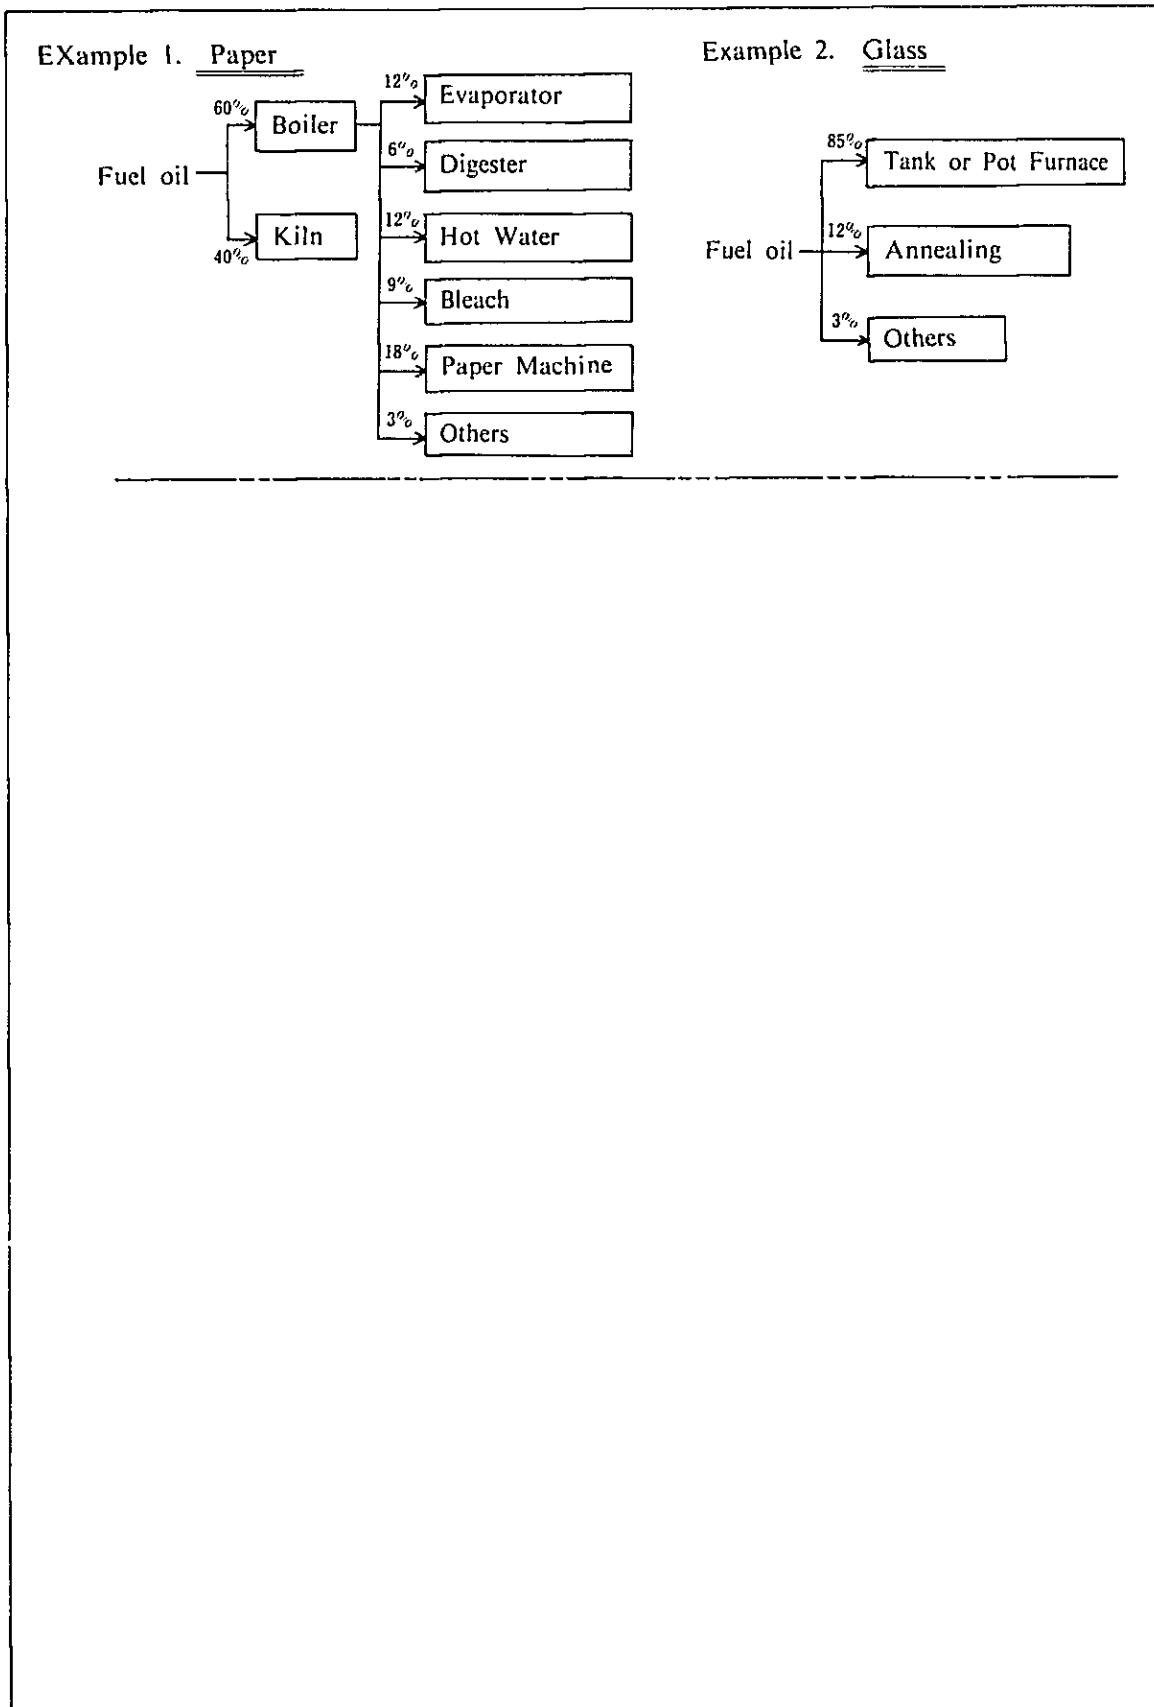 EXample 1. Paper
60%
Boiler
Fuel oil
Kiln
40%
12%
Evaporator
6%
Digester
12%
Hot Water
9%
Bleach
18%
Paper Machine
3%
Others
Example 2. Glass
85%
Tank or Pot Furnace
Fuel oil
12%
Annealing
3%
Others